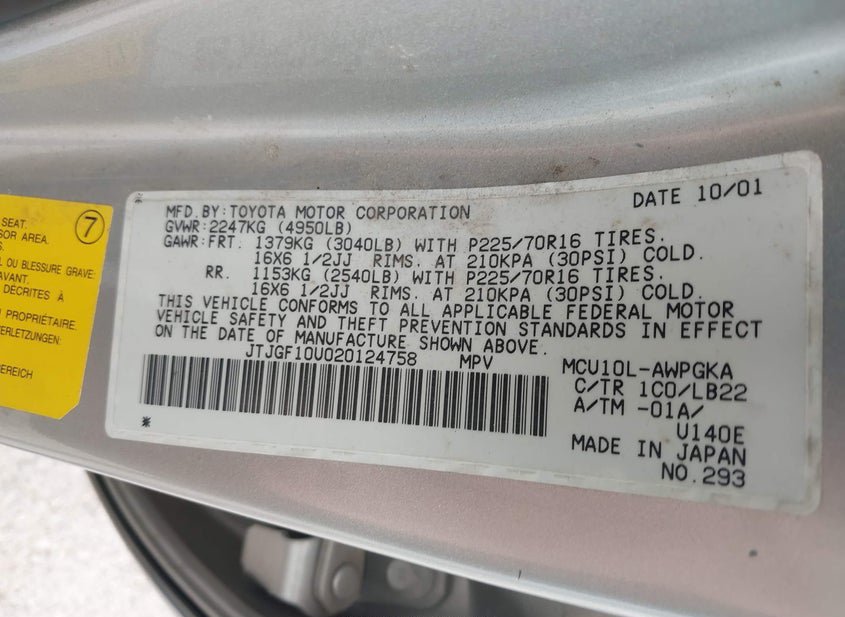 7
SEAT.
SOR AREA.
S.
L OU BLESSURE GRAVE:
AVANT.
DÉCRITES À
PROPRIÉTAIRE.
ERLETZUNGEN:
EREICH
DATE 10/01
MFD.BY:TOYOTA MOTOR CORPORATION
GVWR:2247KG (4950LB)
GAWR:FRT. 1379KG (3040LB) WITH P225/70R16 TIRES.
16X6 1/2JJ RIMS. AT 210KPA (30PSI) COLD.
RR. 1153KG (2540LB) WITH P225/70R16 TIRES.
16X6 1/2JJ RIMS. AT 210KPA (30PSI) COLD.
THIS VEHICLE CONFORMS TO ALL APPLICABLE FEDERAL MOTOR
VEHICLE SAFETY AND THEFT PREVENTION STANDARDS IN EFFECT
ON THE DATE OF MANUFACTURE SHOWN ABOVE.
JTJGF10U020124758 MPV
MCU10L-AWPGKA
C/TR 1C0/LB22
A/TM -01A/
U140E
MADE IN JAPAN
NO.293